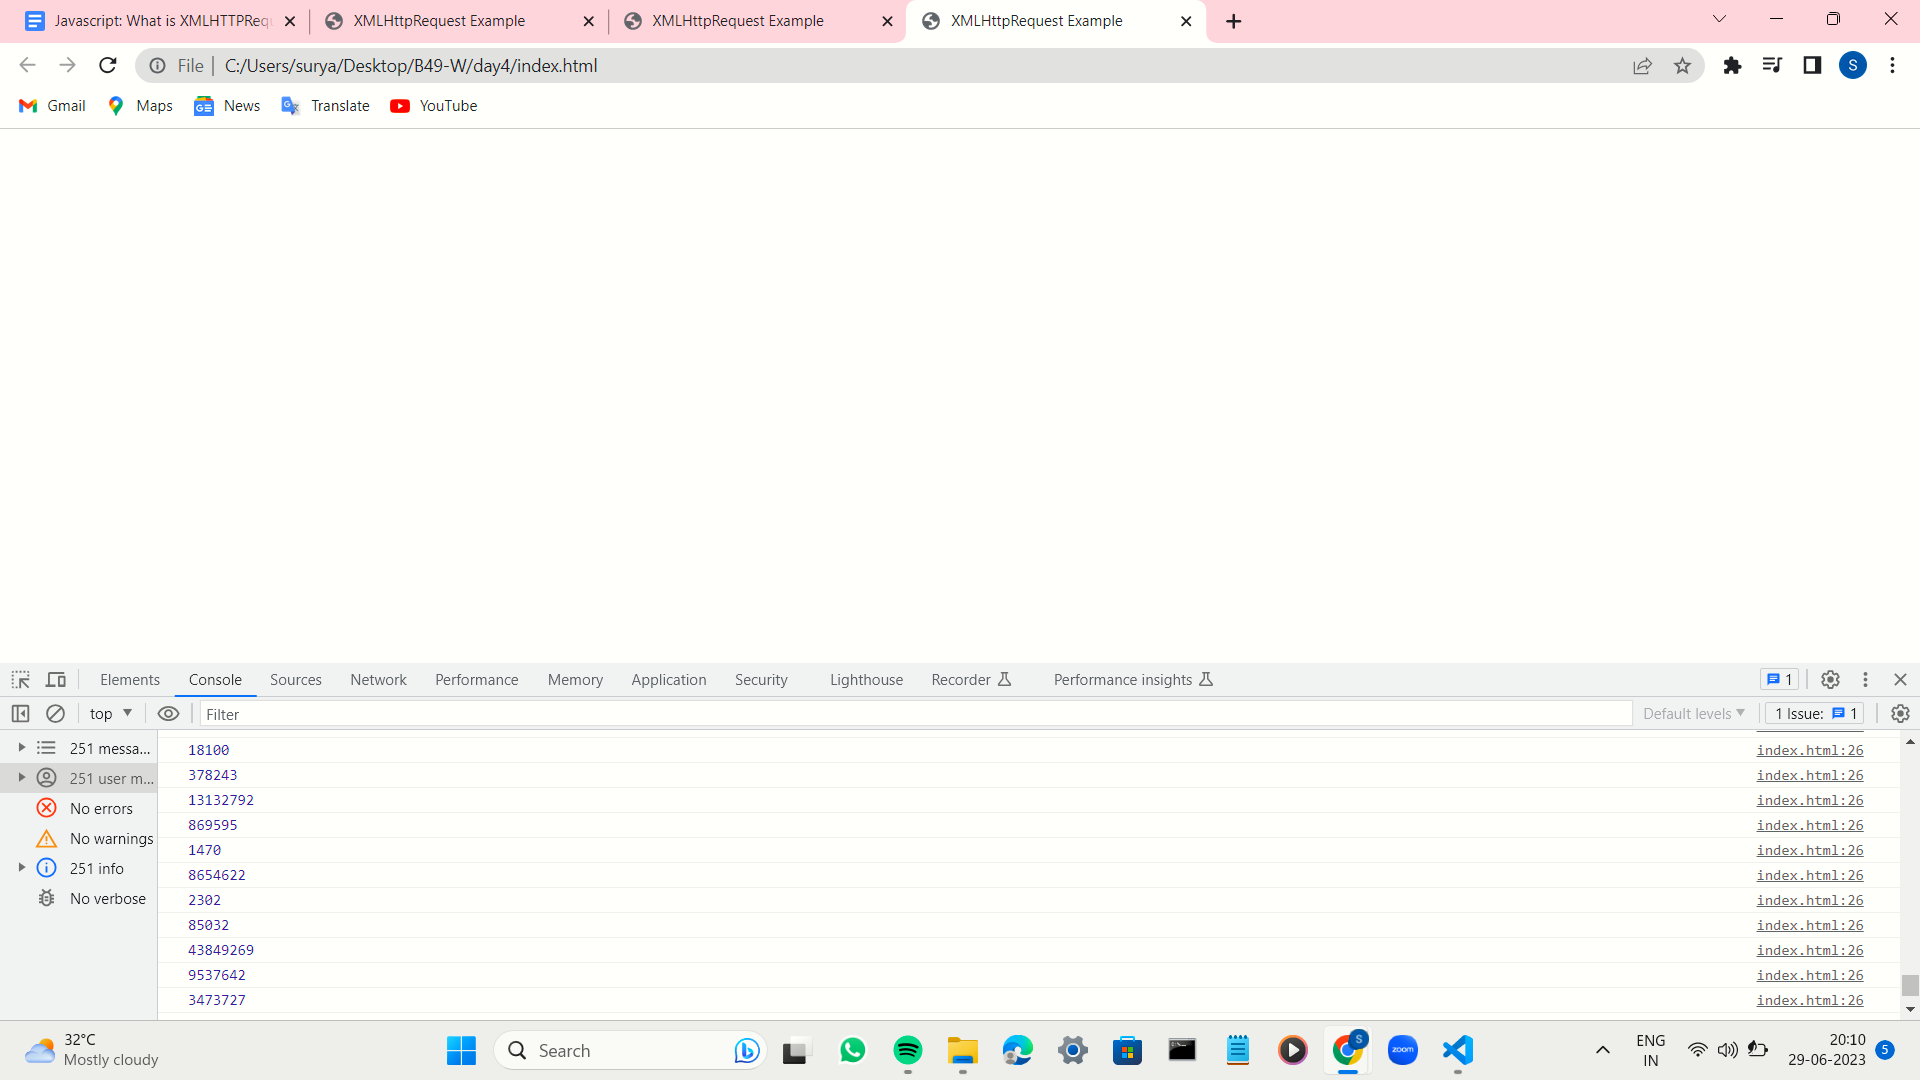 Javascript: What is XMLHTTPRequ
XMLHttpRequest Example
XMLHttpRequest Example
XMLHttpRequest Example
File
C:/Users/surya/Desktop/B49-W/day4/index.html
S
Gmail
Maps
News
Translate
YouTube
Elements
Console
Sources
Network
Performance
Memory
Application
Security
Lighthouse
Recorder
Performance insights
1
top
Filter
Default levels
1 Issue:
1
251 messa...
251 user m...
No errors
No warnings
251 info
No verbose
18100
index.html:26
378243
index.html:26
13132792
index.html:26
869595
index.html:26
1470
index.html:26
8654622
index.html:26
2302
index.html:26
85032
index.html:26
43849269
index.html:26
9537642
index.html:26
3473727
index.html:26
32°C
Mostly cloudy
Search
S
zoom
ENG
IN
20:10
29-06-2023
5